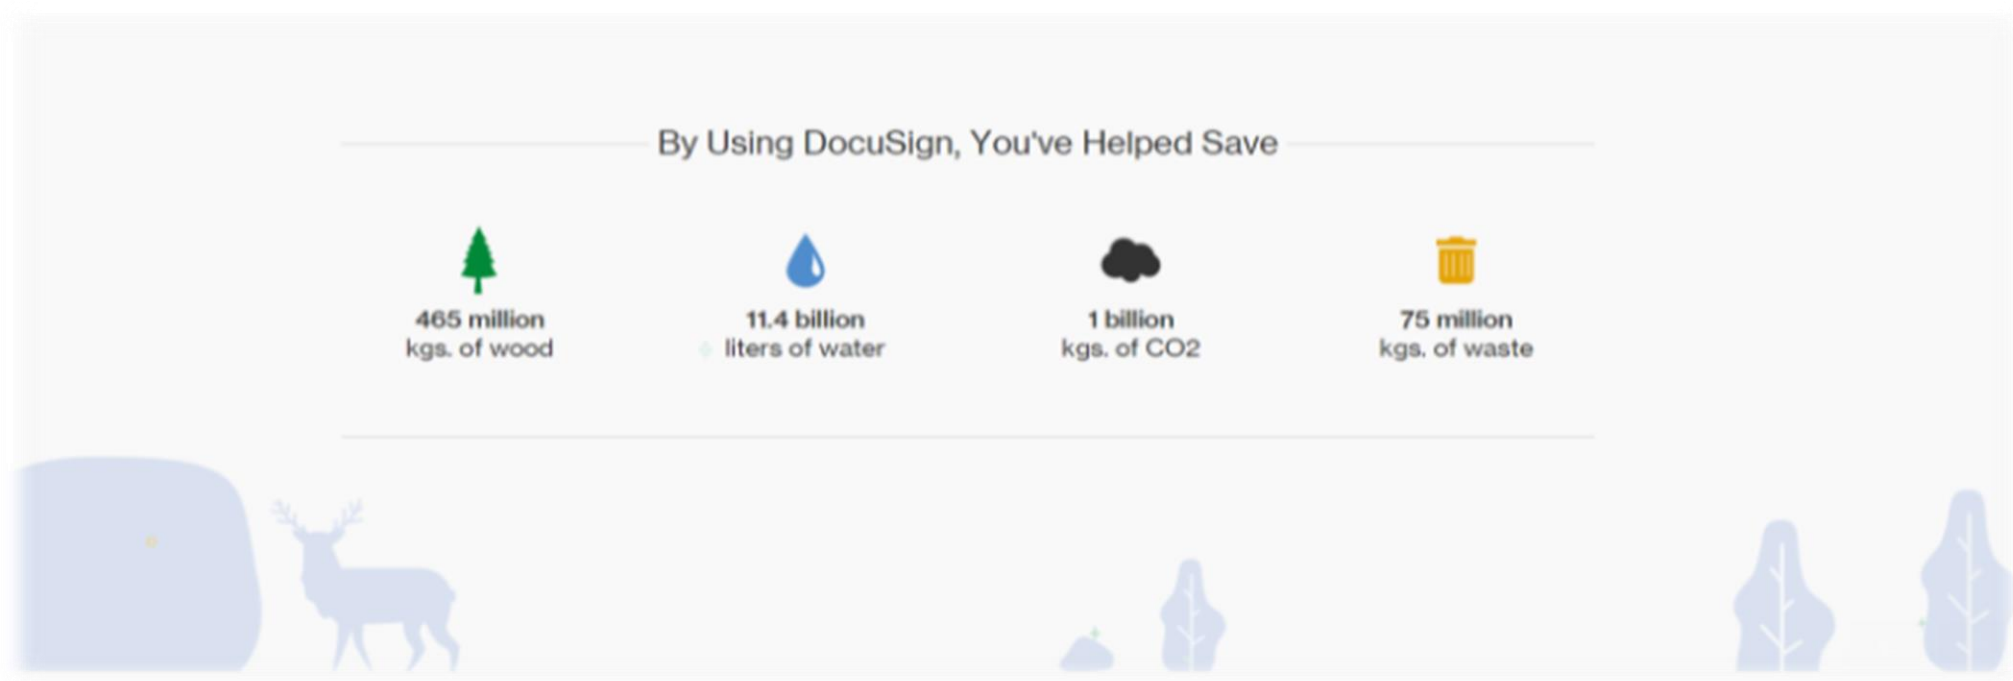 By Using DocuSign, You've Helped Save
465 million
kgs. of wood
11.4 billion
liters of water
1 billion
kgs. of CO2
75 million
kgs. of waste